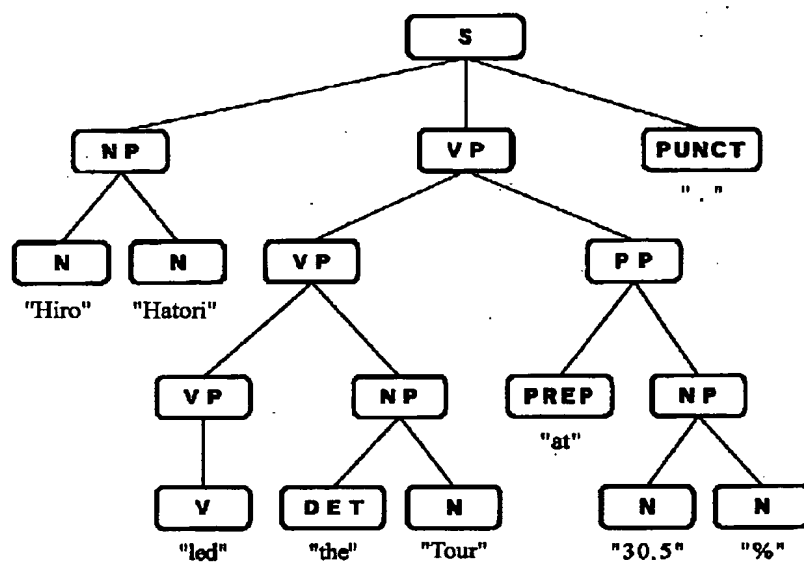 S
NP VP PUNCT
"."
N N VP PP
"Hiro" "Hatori"
VP NP PREP NP
"at"
V DET N N N
"led" "the" "Tour" "30.5" "%"